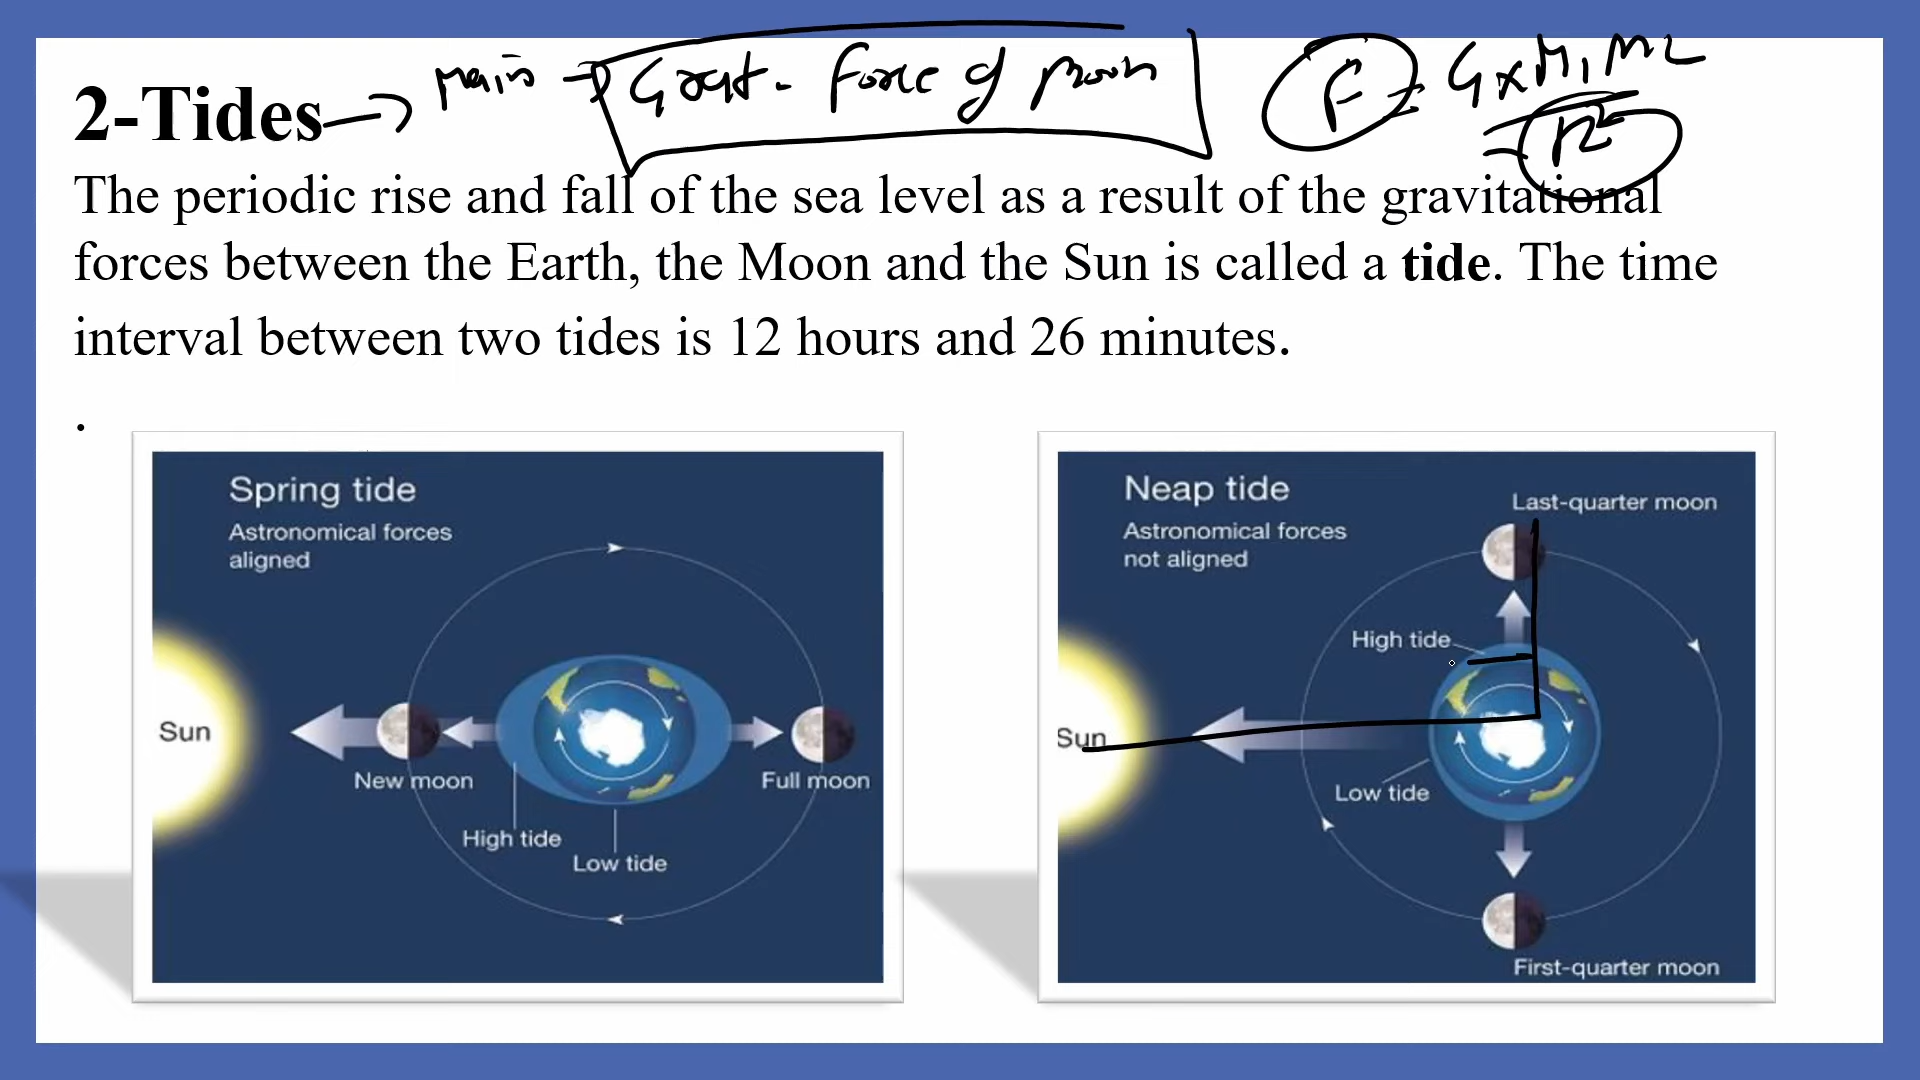 Main → Gravt. Force of moon
F = G x M1 M2
R2
2-Tides
The periodic rise and fall of the sea level as a result of the gravitational
forces between the Earth, the Moon and the Sun is called a tide. The time
interval between two tides is 12 hours and 26 minutes.
.
Spring tide
Astronomical forces
aligned
Sun
New moon
Full moon
High tide
Low tide
Neap tide
Last-quarter moon
Astronomical forces
not aligned
High tide
Sun
Low tide
First-quarter moon